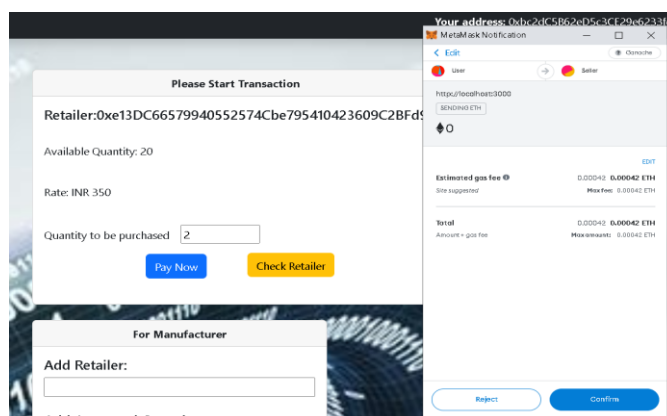 Your address: 0xbc2dC5B62eD5c3CE29e6233f
MetaMask Notification
Please Start Transaction
Retailer:0xe13DC66579940552574Cbe795410423609C2BFd9
Available Quantity: 20
Rate: INR 350
Quantity to be purchased 2
Pay Now Check Retailer
For Manufacturer
Add Retailer:
Edit Ganache
User Seller
http://localhost:3000
SENDING ETH
0
EDIT
Estimated gas fee 0.00042 0.00042 ETH
Site suggested Max fee: 0.00042 ETH
Total 0.00042 0.00042 ETH
Amount + gas fee Max amount: 0.00042 ETH
Reject Confirm